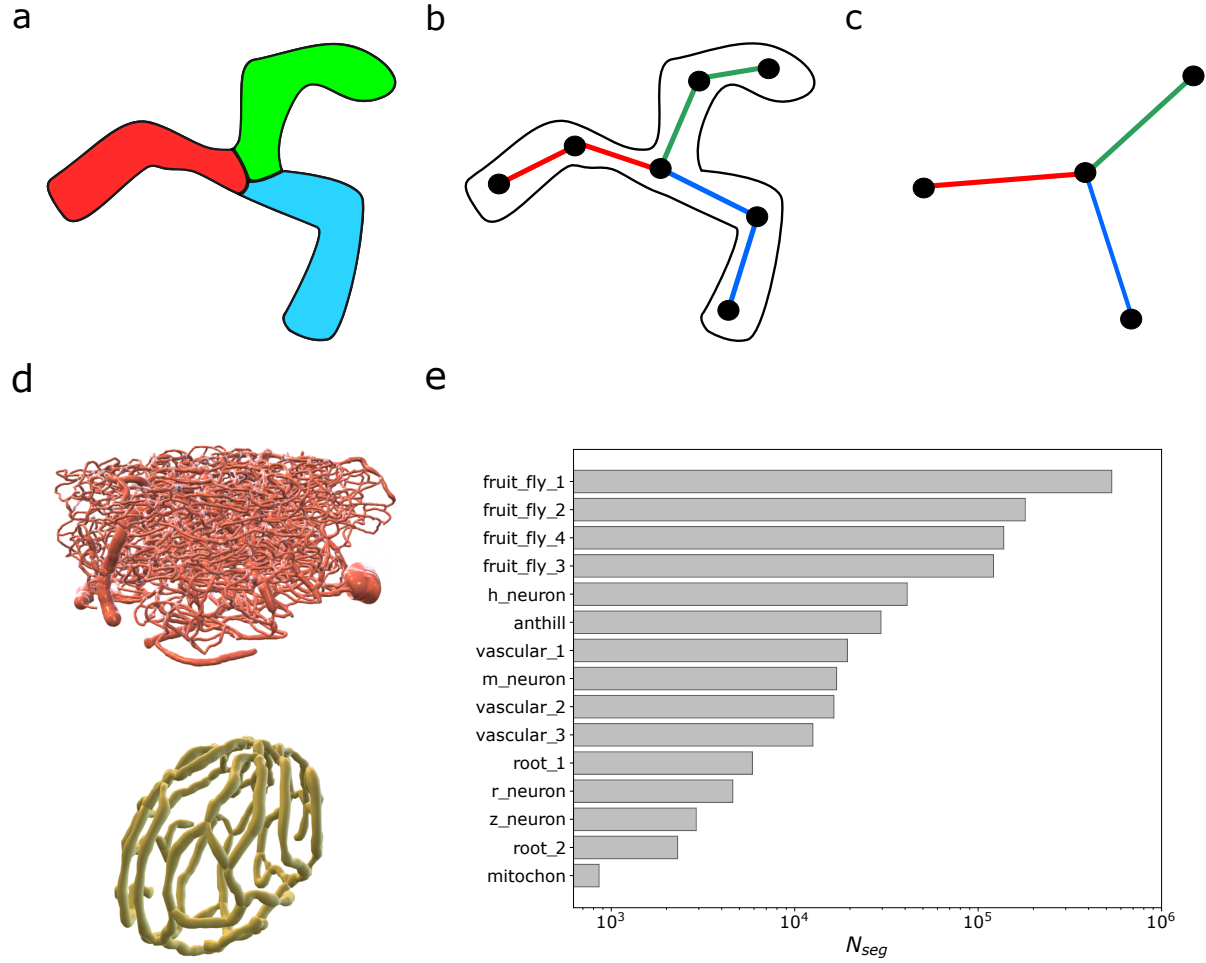 a
b
c
d
e
fruit_fly_1
fruit_fly_2
fruit_fly_4
fruit_fly_3
h_neuron
anthill
vascular_1
m_neuron
vascular_2
vascular_3
root_1
r_neuron
z_neuron
root_2
mitochon
10³ 10⁴ 10⁵ 10⁶
N_seg